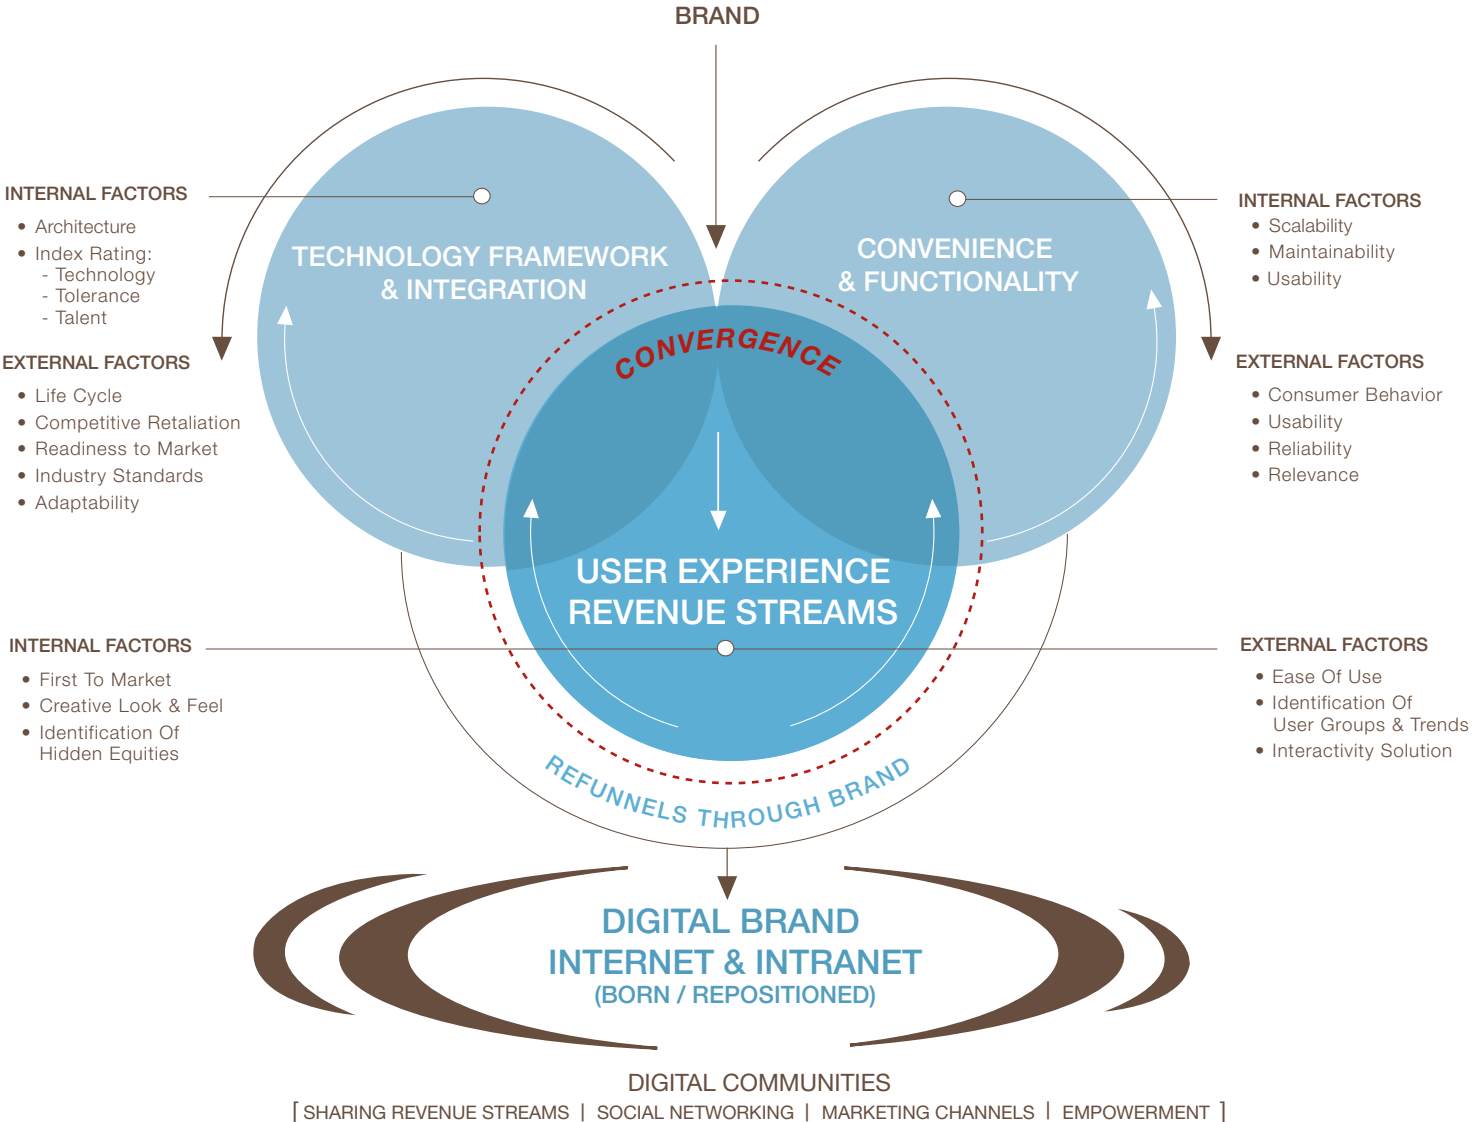 BRAND
INTERNAL FACTORS
• Architecture
• Index Rating:
- Technology
- Tolerance
- Talent
EXTERNAL FACTORS
• Life Cycle
• Competitive Retaliation
• Readiness to Market
• Industry Standards
• Adaptability
TECHNOLOGY FRAMEWORK
& INTEGRATION
CONVENIENCE
& FUNCTIONALITY
INTERNAL FACTORS
• Scalability
• Maintainability
• Usability
EXTERNAL FACTORS
• Consumer Behavior
• Usability
• Reliability
• Relevance
CONVERGENCE
USER EXPERIENCE
REVENUE STREAMS
INTERNAL FACTORS
• First To Market
• Creative Look & Feel
• Identification Of
Hidden Equities
EXTERNAL FACTORS
• Ease Of Use
• Identification Of
User Groups & Trends
• Interactivity Solution
REFUNNELS THROUGH BRAND
DIGITAL BRAND
INTERNET & INTRANET
(BORN / REPOSITIONED)
DIGITAL COMMUNITIES
[ SHARING REVENUE STREAMS | SOCIAL NETWORKING | MARKETING CHANNELS | EMPOWERMENT ]